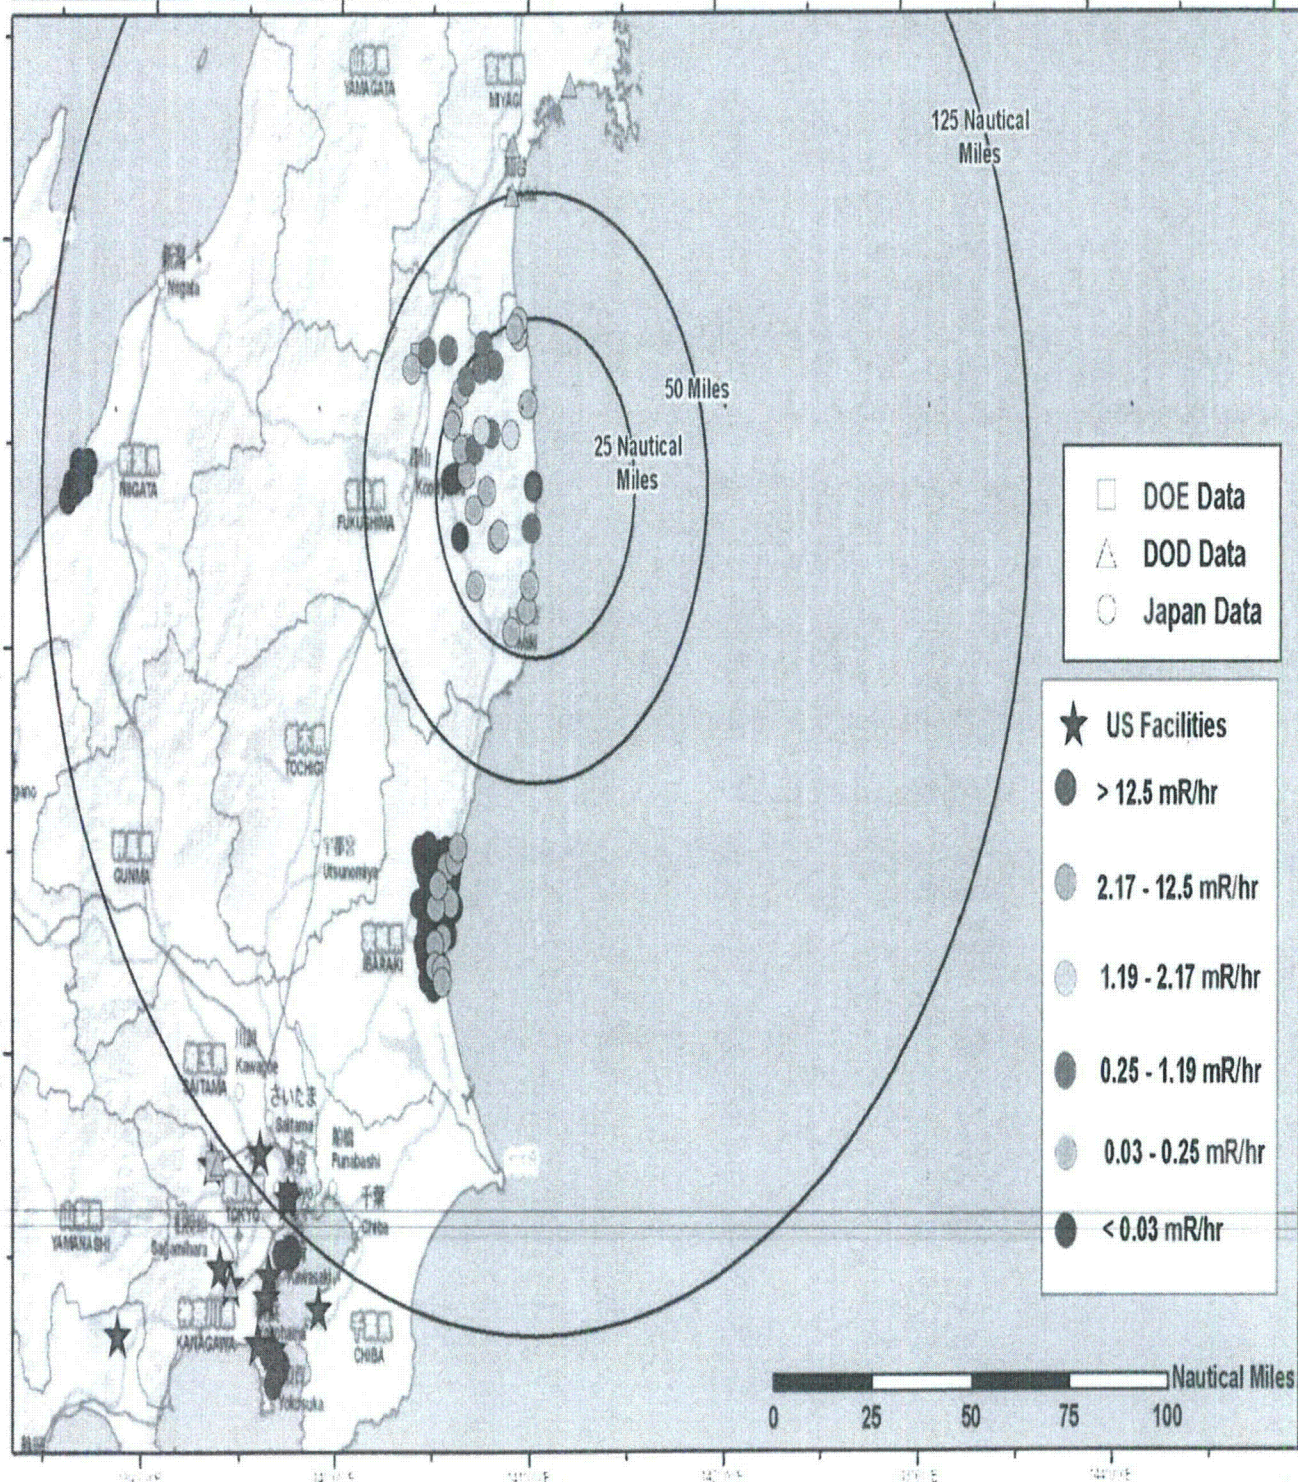 YAMAGATA
MIYAGI
125 Nautical
Miles
Niigata
50 Miles
25 Nautical
Miles
NIIGATA
FUKUSHIMA
DOE Data
DOD Data
Japan Data
TOCHIGI
US Facilities
> 12.5 mR/hr
宇都宮
Utsunomiya
GUNMA
2.17 - 12.5 mR/hr
IBARAKI
1.19 - 2.17 mR/hr
Kawagoe
SAITAMA
0.25 - 1.19 mR/hr
さいたま
Saitama
Funabashi
0.03 - 0.25 mR/hr
千葉
Chiba
TOKYO
YAMANASHI
Sagamihara
< 0.03 mR/hr
Kawasaki
KANAGAWA
CHIBA
Yokosuka
Nautical Miles
0 25 50 75 100